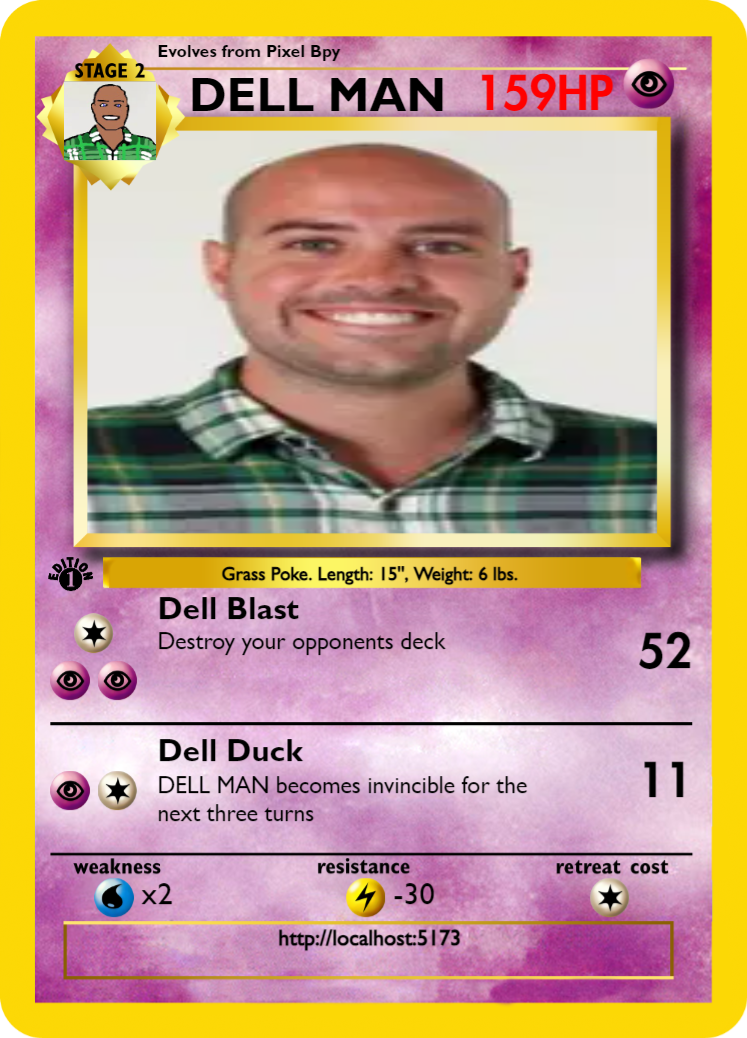 Evolves from Pixel Bpy
STAGE 2
DELL MAN 159HP
EDITION 1
Grass Poke. Length: 15", Weight: 6 lbs.
Dell Blast
Destroy your opponents deck
52
Dell Duck
DELL MAN becomes invincible for the
next three turns
11
weakness resistance retreat cost
x2 -30
http://localhost:5173